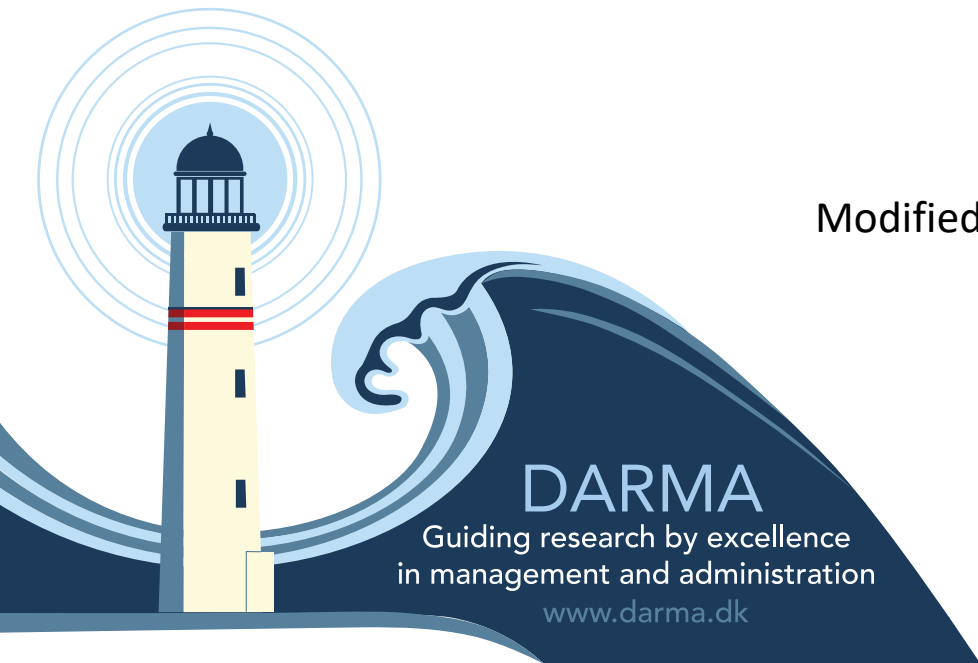 Modified
DARMA
Guiding research by excellence
in management and administration
www.darma.dk